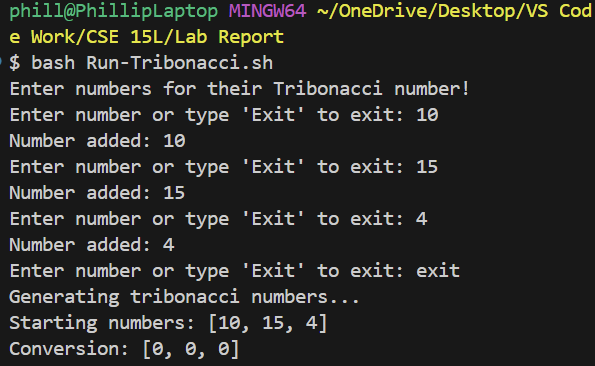 phill@PhillipLaptop MINGW64 ~/OneDrive/Desktop/VS Cod
e Work/CSE 15L/Lab Report
$ bash Run-Tribonacci.sh
Enter numbers for their Tribonacci number!
Enter number or type 'Exit' to exit: 10
Number added: 10
Enter number or type 'Exit' to exit: 15
Number added: 15
Enter number or type 'Exit' to exit: 4
Number added: 4
Enter number or type 'Exit' to exit: exit
Generating tribonacci numbers...
Starting numbers: [10, 15, 4]
Conversion: [0, 0, 0]